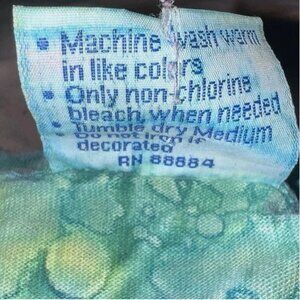 • Machine wash warm
in like colors
• Only non-chlorine
bleach when needed
• Tumble dry Medium
• Do not iron if
decorated
RN 88884